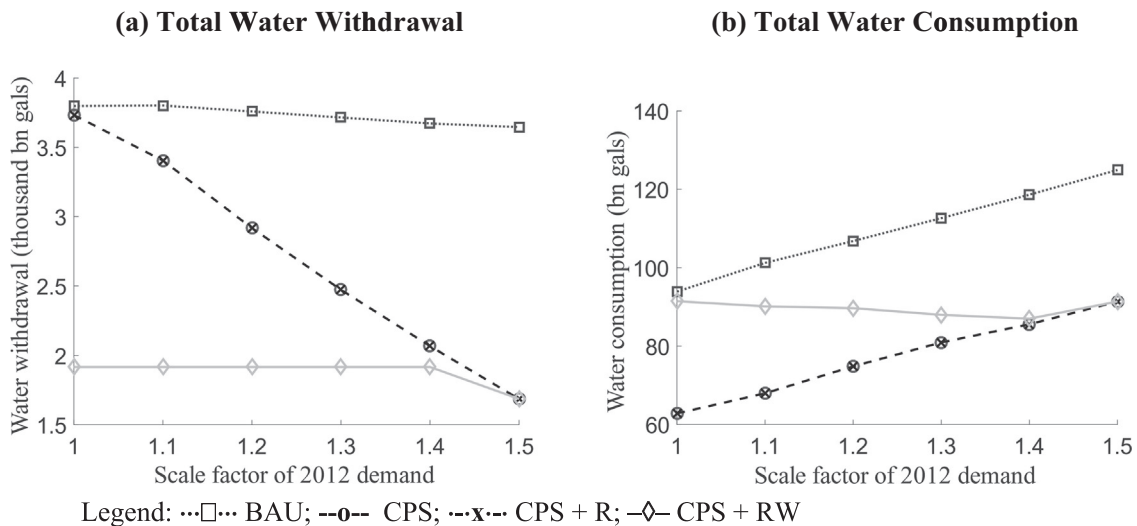 (a) Total Water Withdrawal
Water withdrawal (thousand bn gals)
4
3.5
3
2.5
2
1.5
1 1.1 1.2 1.3 1.4 1.5
Scale factor of 2012 demand
(b) Total Water Consumption
Water consumption (bn gals)
140
120
100
80
60
1 1.1 1.2 1.3 1.4 1.5
Scale factor of 2012 demand
Legend: ···□··· BAU; --o-- CPS; ·-·x·-· CPS + R; –◇– CPS + RW